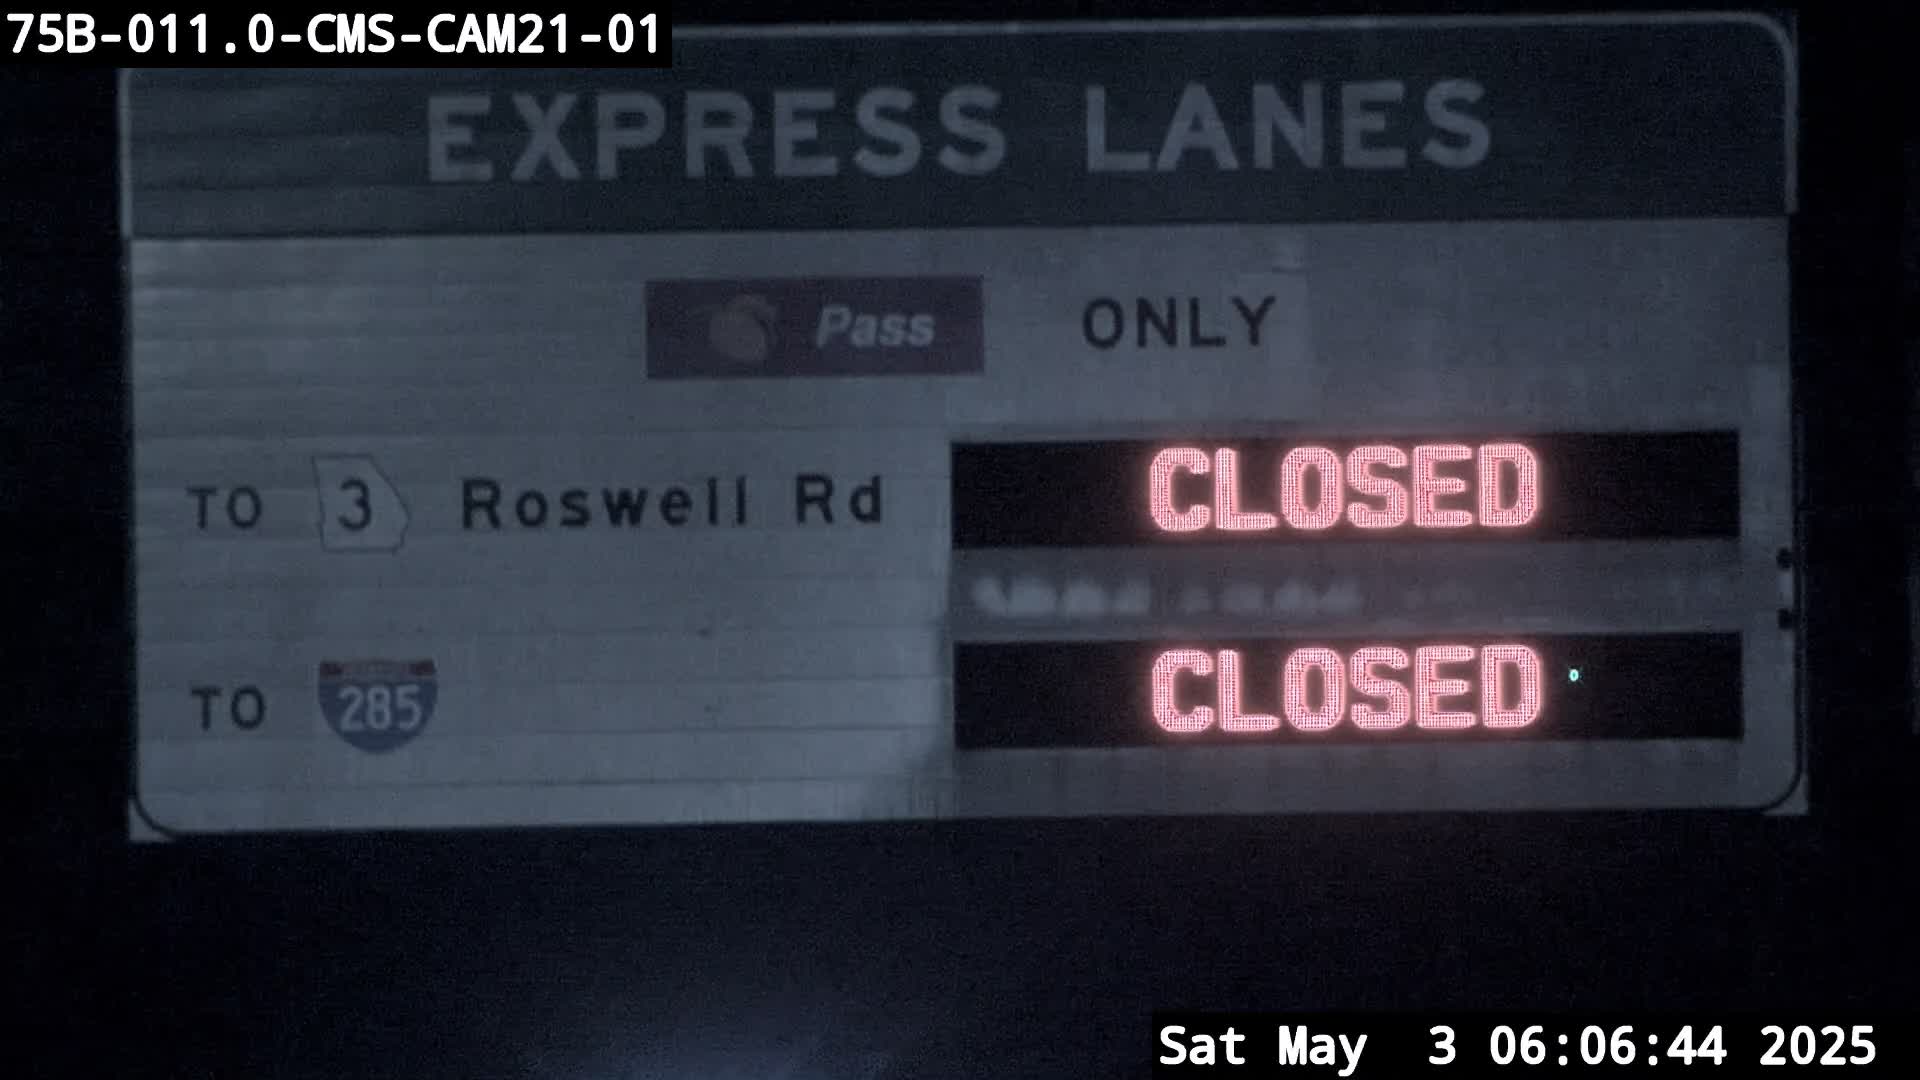 75B-011.0-CMS-CAM21-01
EXPRESS LANES
Pass ONLY
TO 3 Roswell Rd CLOSED
TO 285 CLOSED
Sat May 3 06:06:44 2025